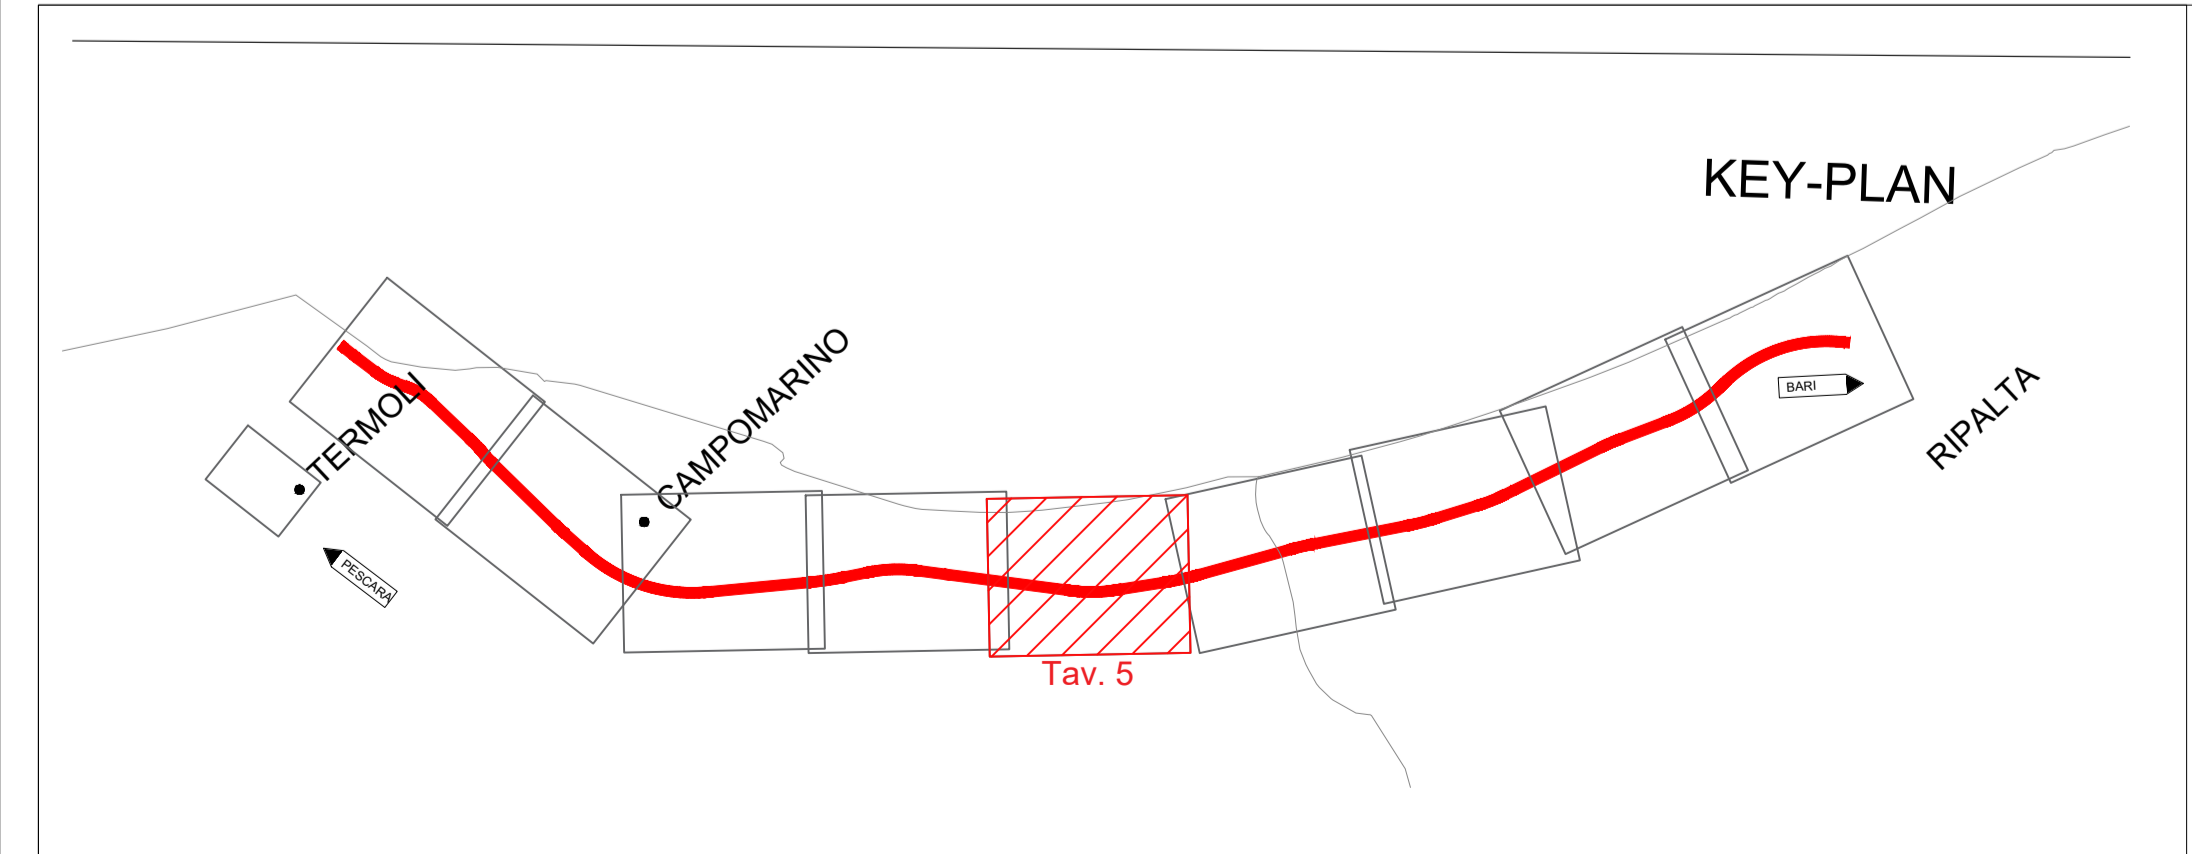 KEY-PLAN
TERMOLI
CAMPOMARINO
BARI
RIPALTA
PESCARA
Tav. 5